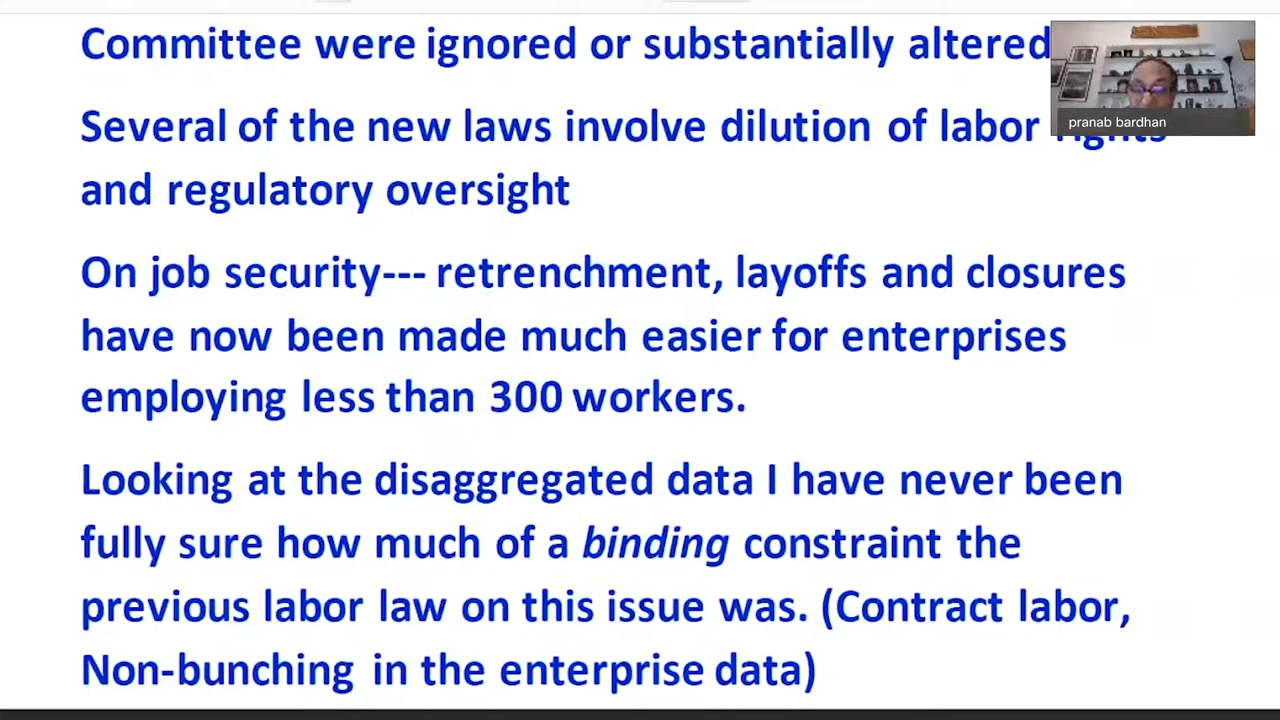 Committee were ignored or substantially altered
pranab bardhan
Several of the new laws involve dilution of labor rights
and regulatory oversight
On job security--- retrenchment, layoffs and closures
have now been made much easier for enterprises
employing less than 300 workers.
Looking at the disaggregated data I have never been
fully sure how much of a binding constraint the
previous labor law on this issue was. (Contract labor,
Non-bunching in the enterprise data)